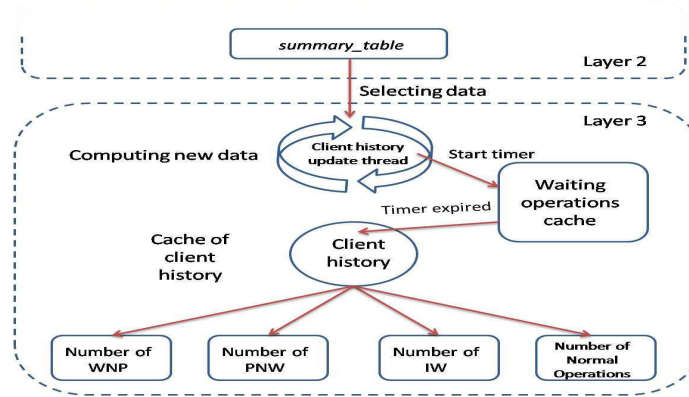 summary_table
Layer 2
Selecting data
Layer 3
Computing new data
Client history
update thread
Start timer
Waiting
operations
cache
Timer expired
Cache of
client
history
Client
history
Number of
WNP
Number of
PNW
Number of
IW
Number of
Normal
Operations